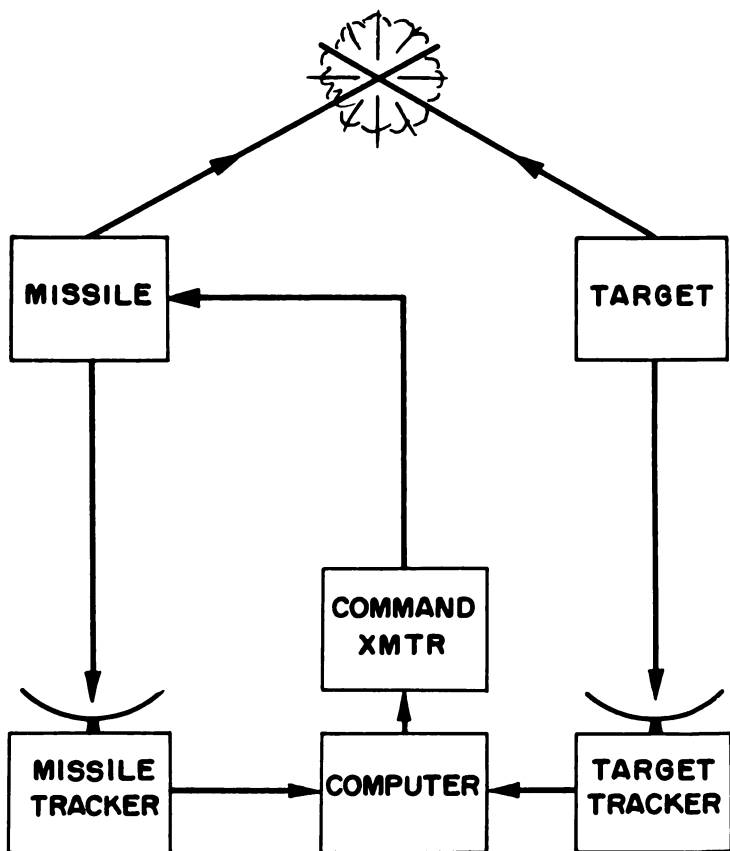 MISSILE
TARGET
COMMAND
XMTR
MISSILE
TRACKER
COMPUTER
TARGET
TRACKER